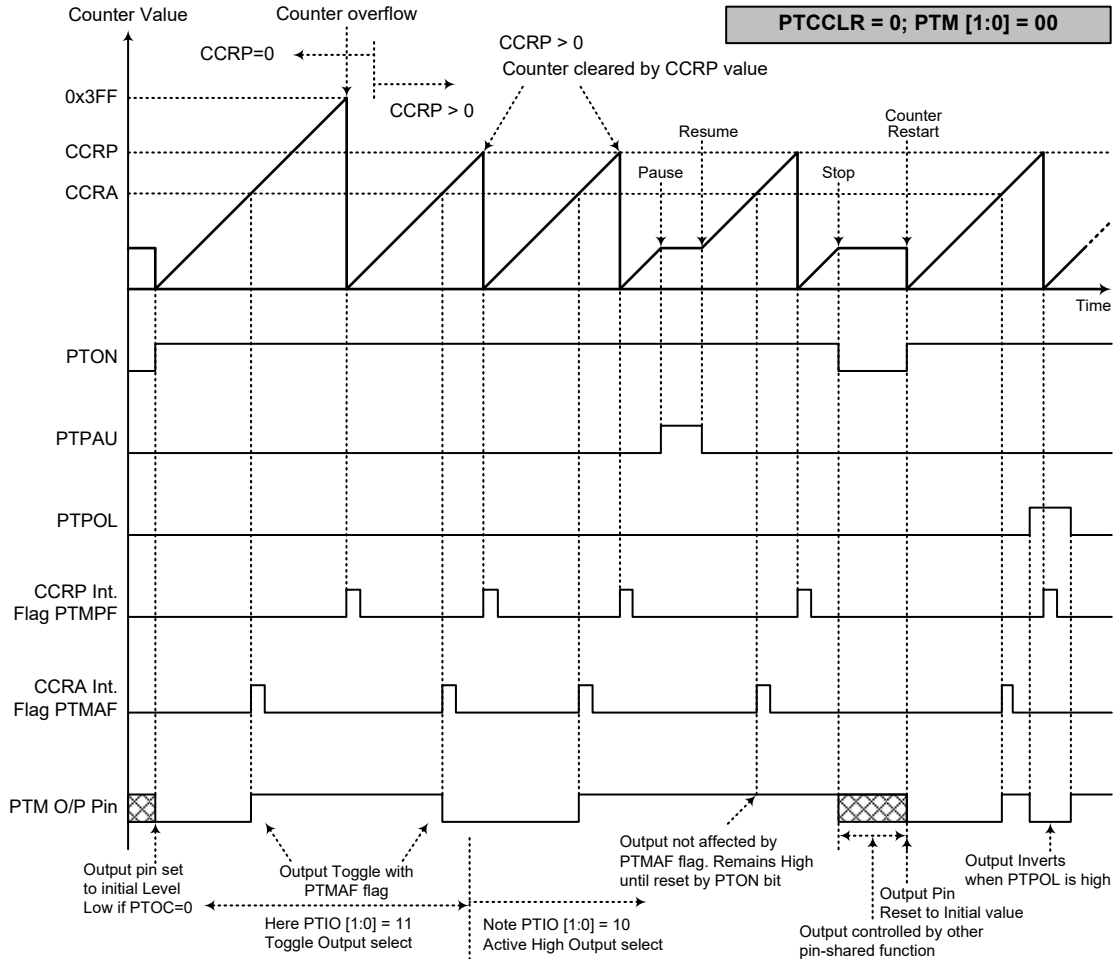 Counter Value
Counter overflow
PTCCLR = 0; PTM [1:0] = 00
CCRP=0
CCRP > 0
CCRP > 0
Counter cleared by CCRP value
0x3FF
CCRP
CCRA
Pause
Resume
Stop
Counter
Restart
Time
PTON
PTPAU
PTPOL
CCRP Int.
Flag PTMPF
CCRA Int.
Flag PTMAF
PTM O/P Pin
Output pin set
to initial Level
Low if PTOC=0
Output Toggle with
PTMAF flag
Here PTIO [1:0] = 11
Toggle Output select
Note PTIO [1:0] = 10
Active High Output select
Output not affected by
PTMAF flag. Remains High
until reset by PTON bit
Output Pin
Reset to Initial value
Output controlled by other
pin-shared function
Output Inverts
when PTPOL is high